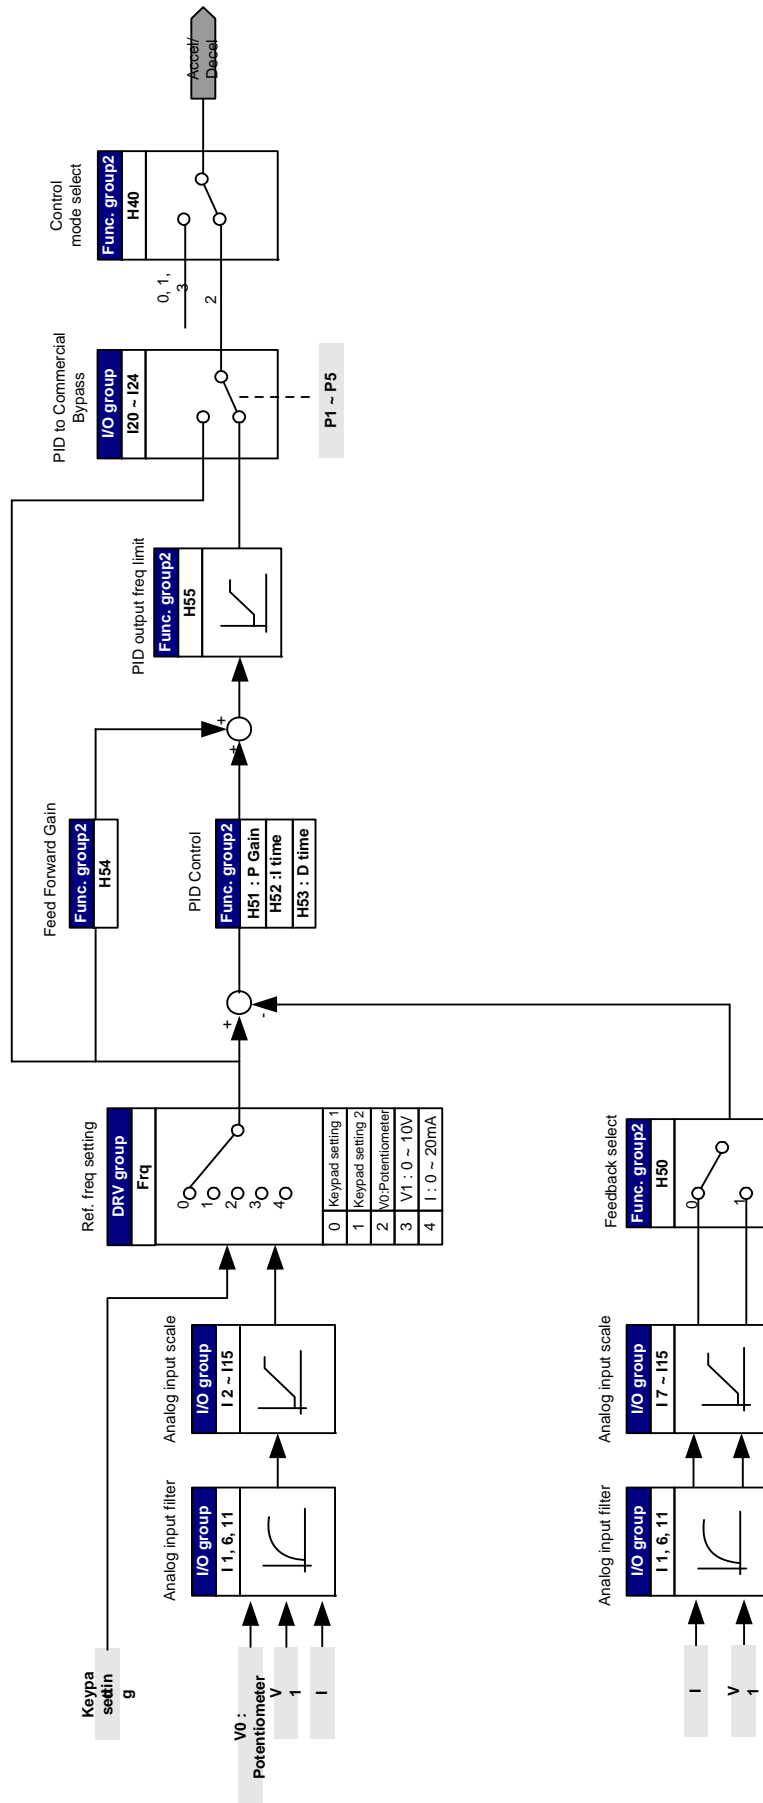 Keypa
settin
g
V0 :
Potentiometer
V
1
I
Analog input filter
I/O group
I 1, 6, 11
Analog input scale
I/O group
I 2 ~ I15
Ref. freq setting
DRV group
Frq
0
1
2
3
4
0 Keypad setting 1
1 Keypad setting 2
2 V0:Potentiometer
3 V1 : 0 ~ 10V
4 I : 0 ~ 20mA
+
-
Feed Forward Gain
Func. group2
H54
PID Control
Func. group2
H51 : P Gain
H52 :I time
H53 : D time
+
+
PID output freq limit
Func. group2
H55
PID to Commercial
Bypass
I/O group
I20 ~ I24
P1 ~ P5
0, 1,
3
2
Control
mode select
Func. group2
H40
Accel/
Decel
I
V
1
Analog input filter
I/O group
I 1, 6, 11
Analog input scale
I/O group
I 7 ~ I15
Feedback select
Func. group2
H50
0
1